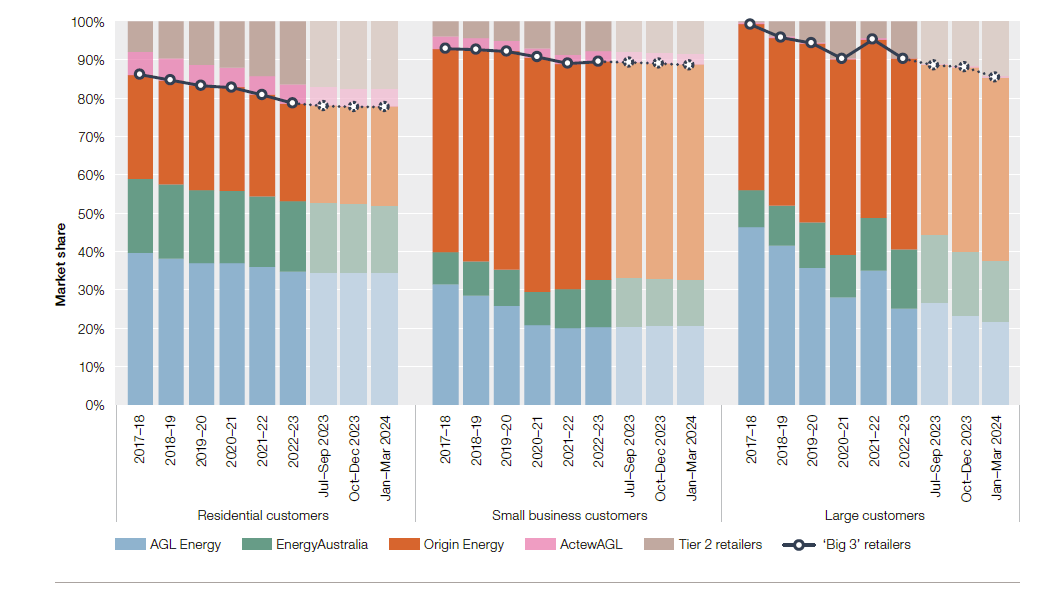 100%
90%
80%
70%
60%
50%
40%
30%
20%
10%
0%
Market share
2017–18
2018–19
2019–20
2020–21
2021–22
2022–23
Jul–Sep 2023
Oct–Dec 2023
Jan–Mar 2024
2017–18
2018–19
2019–20
2020–21
2021–22
2022–23
Jul–Sep 2023
Oct–Dec 2023
Jan–Mar 2024
2017–18
2018–19
2019–20
2020–21
2021–22
2022–23
Jul–Sep 2023
Oct–Dec 2023
Jan–Mar 2024
Residential customers
Small business customers
Large customers
AGL Energy
EnergyAustralia
Origin Energy
ActewAGL
Tier 2 retailers
‘Big 3’ retailers